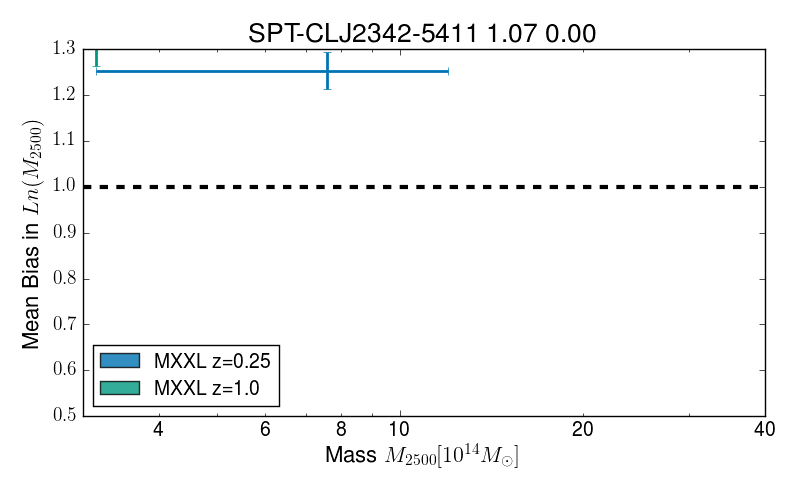 SPT-CLJ2342-5411 1.07 0.00
1.3
1.2
1.1
1.0
0.9
0.8
0.7
0.6
0.5
Mean Bias in Ln(M2500)
MXXL z=0.25
MXXL z=1.0
4 6 8 10 20 40
Mass M2500[10^14 M⊙]